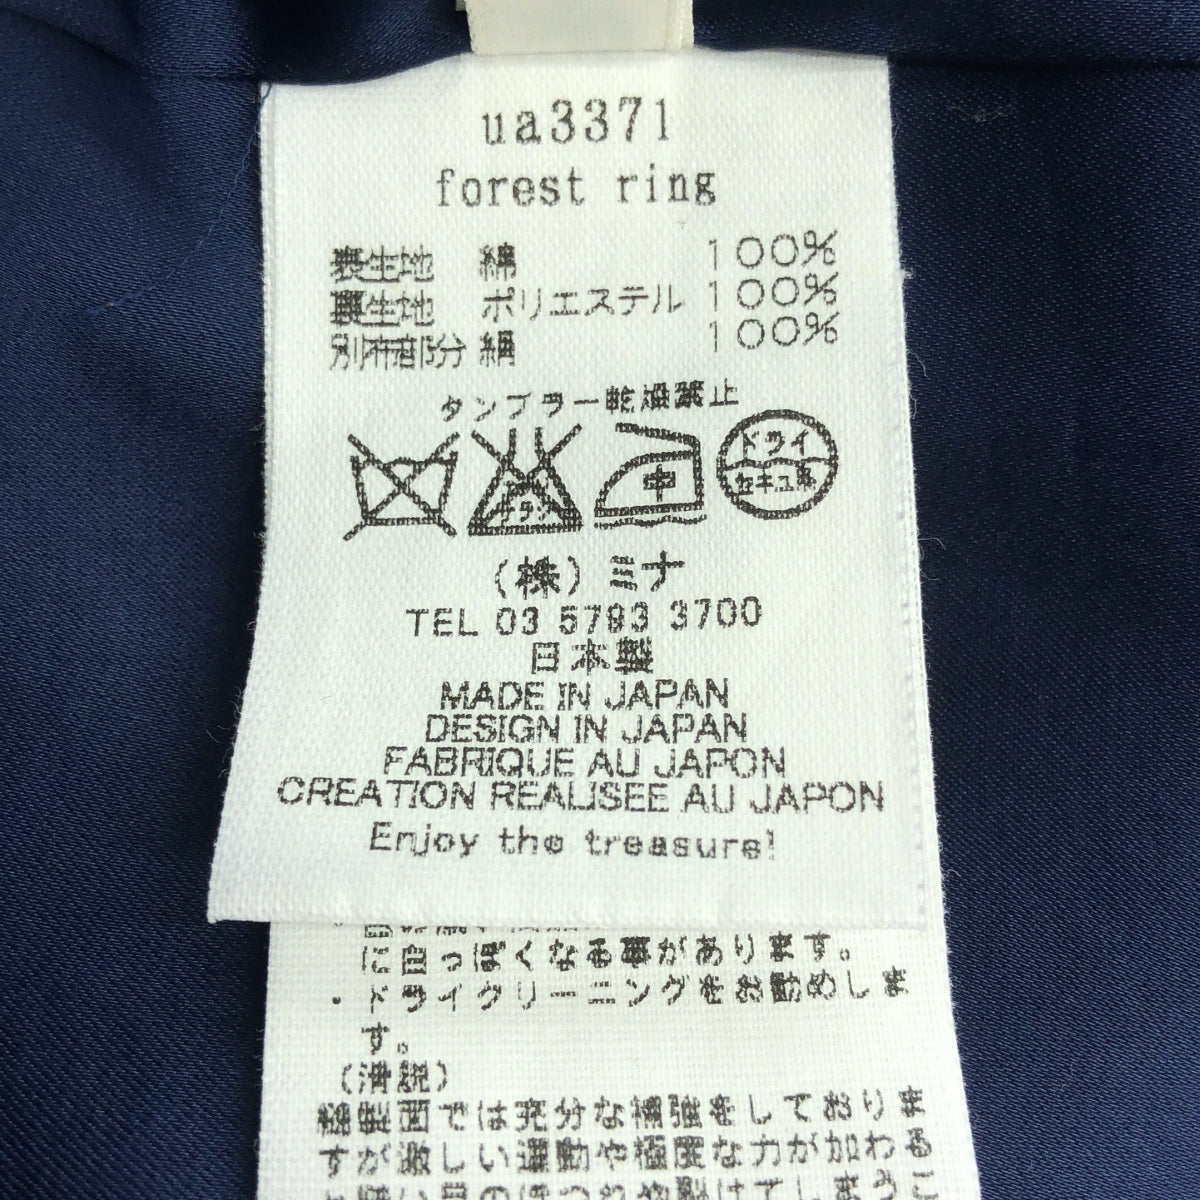 ua3371
forest ring
表生地 綿 100%
裏生地 ポリエステル 100%
別布部分 絹 100%
タンブラー乾燥禁止
エンソサラシ 中 ドライ セキユ系
(株)ミナ
TEL 03 5793 3700
日本製
MADE IN JAPAN
DESIGN IN JAPAN
FABRIQUE AU JAPON
CREATION REALISEE AU JAPON
Enjoy the treasure!
に白っぽくなる事があります。
・ドライクリーニングをお勧めしま
す。
(滑脱)
縫製面では充分な補強をしておりま
すが激しい運動や極度な力が加わる